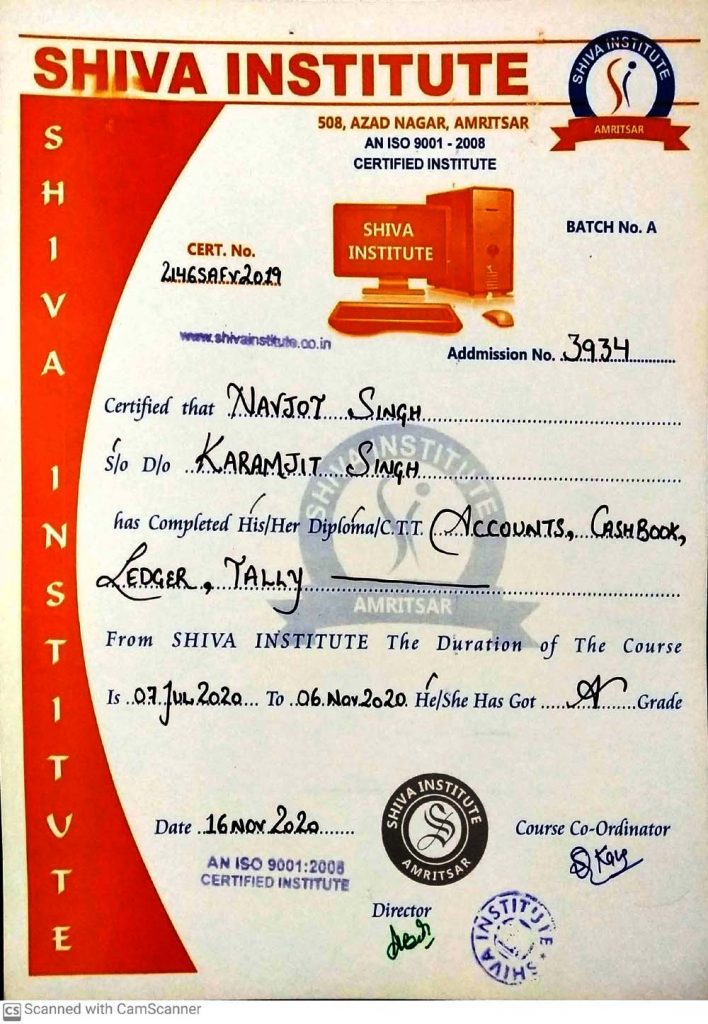 SHIVA INSTITUTE
SHIVA INSTITUTE
AMRITSAR
508, AZAD NAGAR, AMRITSAR
AN ISO 9001 - 2008
CERTIFIED INSTITUTE
SHIVA INSTITUTE
SHIVA
INSTITUTE
BATCH No. A
CERT. No.
2146SAFV2019
www.shivainstitute.co.in
Addmission No. 3934
Certified that NAVJOT SINGH
S/o D/o KARAMJIT SINGH
has Completed His/Her Diploma/C.T.T. ACCOUNTS, CASHBOOK,
LEDGER, TALLY
SHIVA INSTITUTE
AMRITSAR
From SHIVA INSTITUTE The Duration of The Course
Is 07 JUL 2020 To 06.Nov.2020 He/She Has Got A Grade
SHIVA INSTITUTE
AMRITSAR
Date 16 NOV 2020
Course Co-Ordinator
AN ISO 9001:2008
CERTIFIED INSTITUTE
Director
SHIVA INSTITUTE
CS Scanned with CamScanner